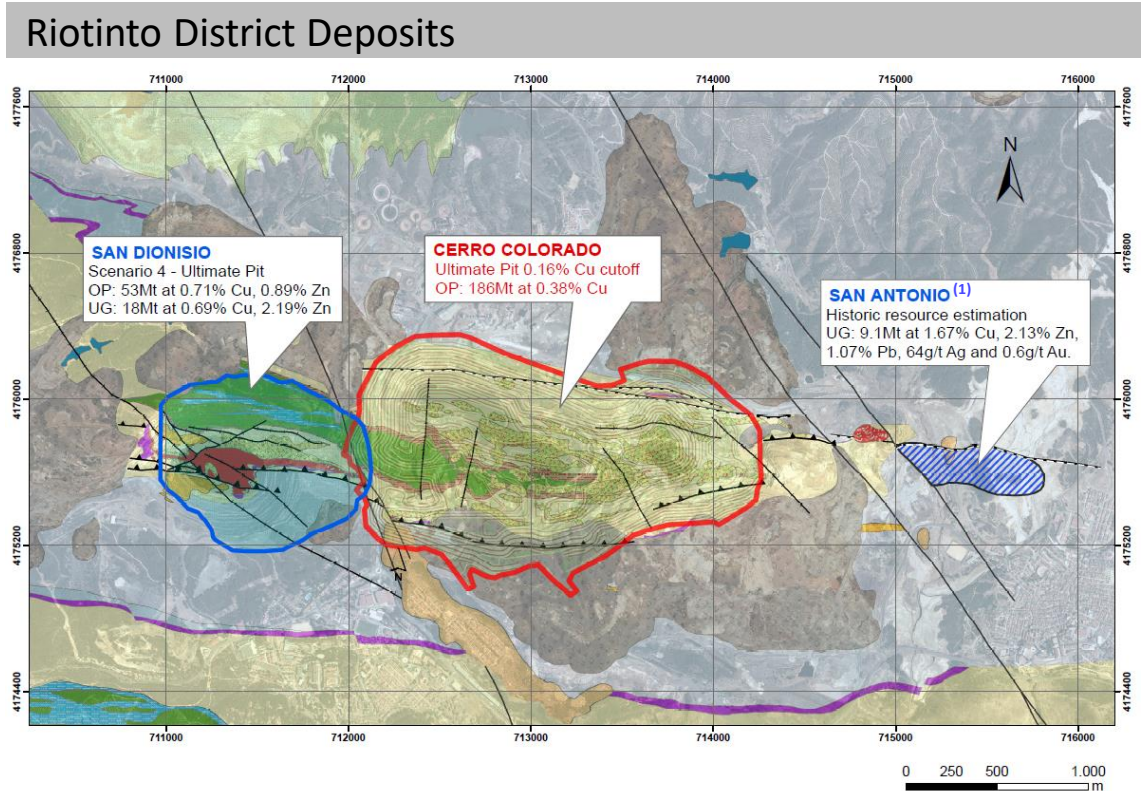 Riotinto District Deposits
711000 712000 713000 714000 715000 716000
4177600 4177600
N
4176800 4176800
SAN DIONISIO
Scenario 4 - Ultimate Pit
OP: 53Mt at 0.71% Cu, 0.89% Zn
UG: 18Mt at 0.69% Cu, 2.19% Zn
CERRO COLORADO
Ultimate Pit 0.16% Cu cutoff
OP: 186Mt at 0.38% Cu
SAN ANTONIO(1)
Historic resource estimation
UG: 9.1Mt at 1.67% Cu, 2.13% Zn,
1.07% Pb, 64g/t Ag and 0.6g/t Au.
4176000 4176000
4175200 4175200
N
4174400 4174400
711000 712000 713000 714000 715000 716000
0 250 500 1.000
m